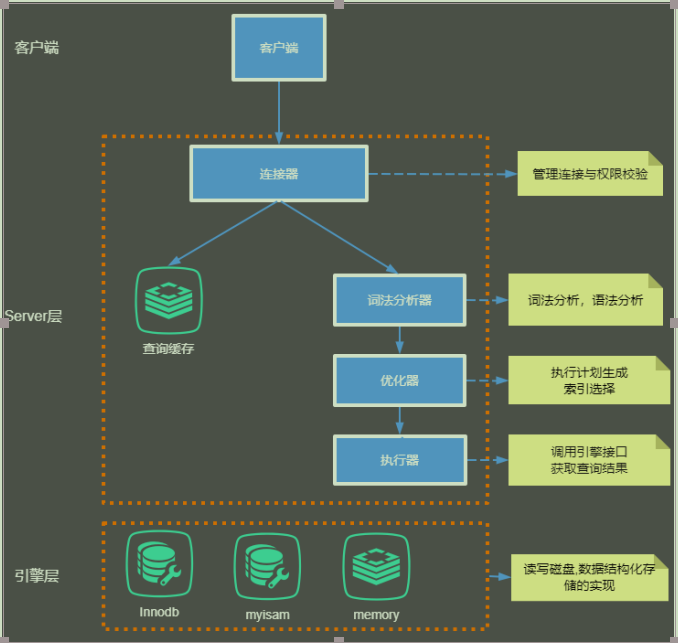 客户端
客户端
连接器
管理连接与权限校验
Server层
查询缓存
词法分析器
词法分析，语法分析
优化器
执行计划生成
索引选择
执行器
调用引擎接口
获取查询结果
引擎层
Innodb
myisam
memory
读写磁盘,数据结构化存
储的实现